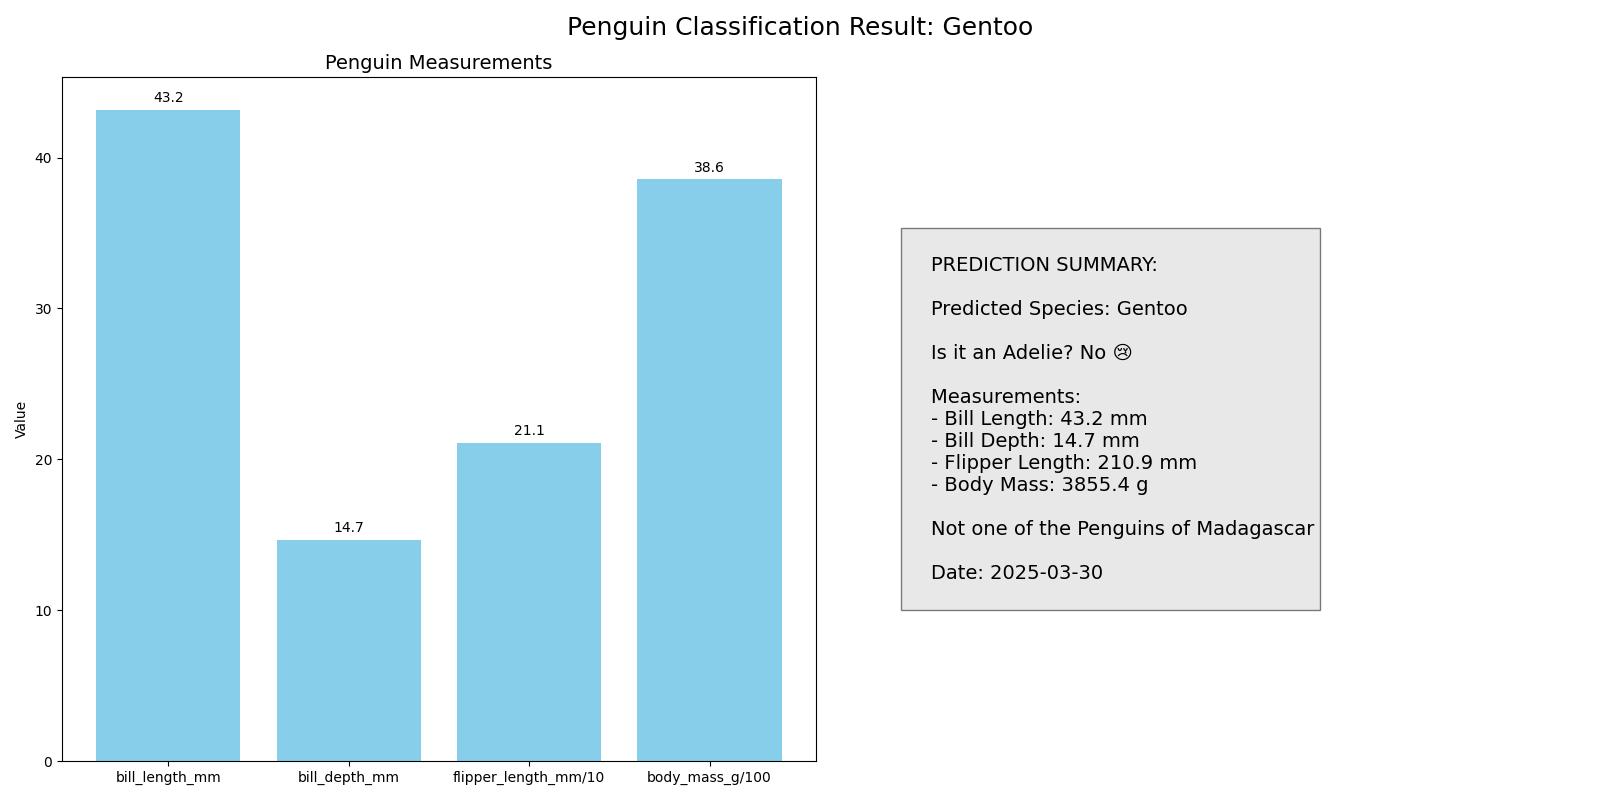 Penguin Classification Result: Gentoo
Penguin Measurements
43.2
14.7
21.1
38.6
Value
40
30
20
10
0
bill_length_mm
bill_depth_mm
flipper_length_mm/10
body_mass_g/100
PREDICTION SUMMARY:
Predicted Species: Gentoo
Is it an Adelie? No 😢
Measurements:
- Bill Length: 43.2 mm
- Bill Depth: 14.7 mm
- Flipper Length: 210.9 mm
- Body Mass: 3855.4 g
Not one of the Penguins of Madagascar
Date: 2025-03-30